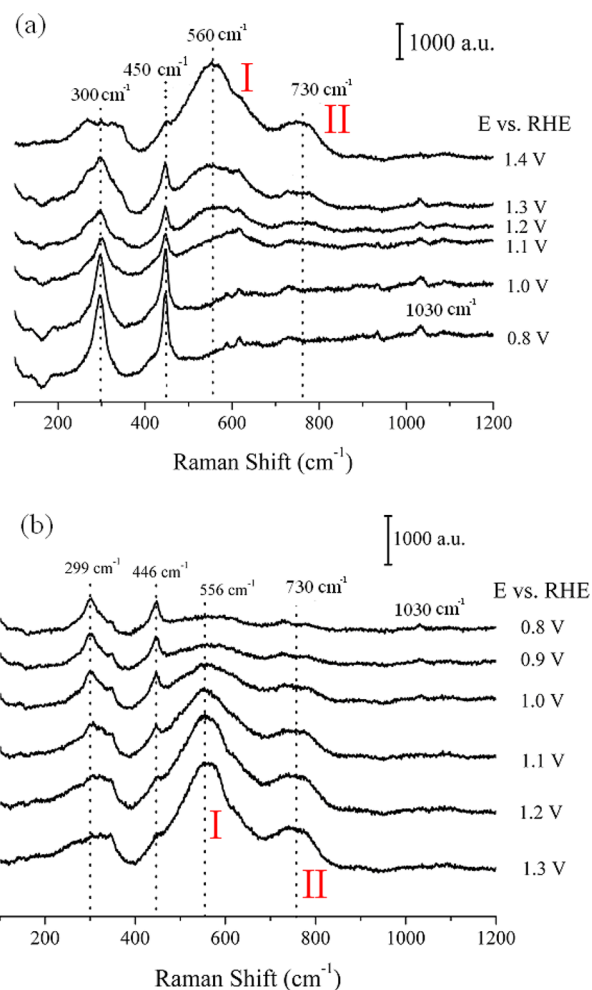 (a)
560 cm-1
1000 a.u.
450 cm-1
I
300 cm-1
730 cm-1
II
E vs. RHE
1.4 V
1.3 V
1.2 V
1.1 V
1.0 V
1030 cm-1
0.8 V
200 400 600 800 1000 1200
Raman Shift (cm-1)
(b)
1000 a.u.
299 cm-1 446 cm-1 556 cm-1 730 cm-1
E vs. RHE
1030 cm-1
0.8 V
0.9 V
1.0 V
1.1 V
1.2 V
I
1.3 V
II
200 400 600 800 1000 1200
Raman Shift (cm-1)